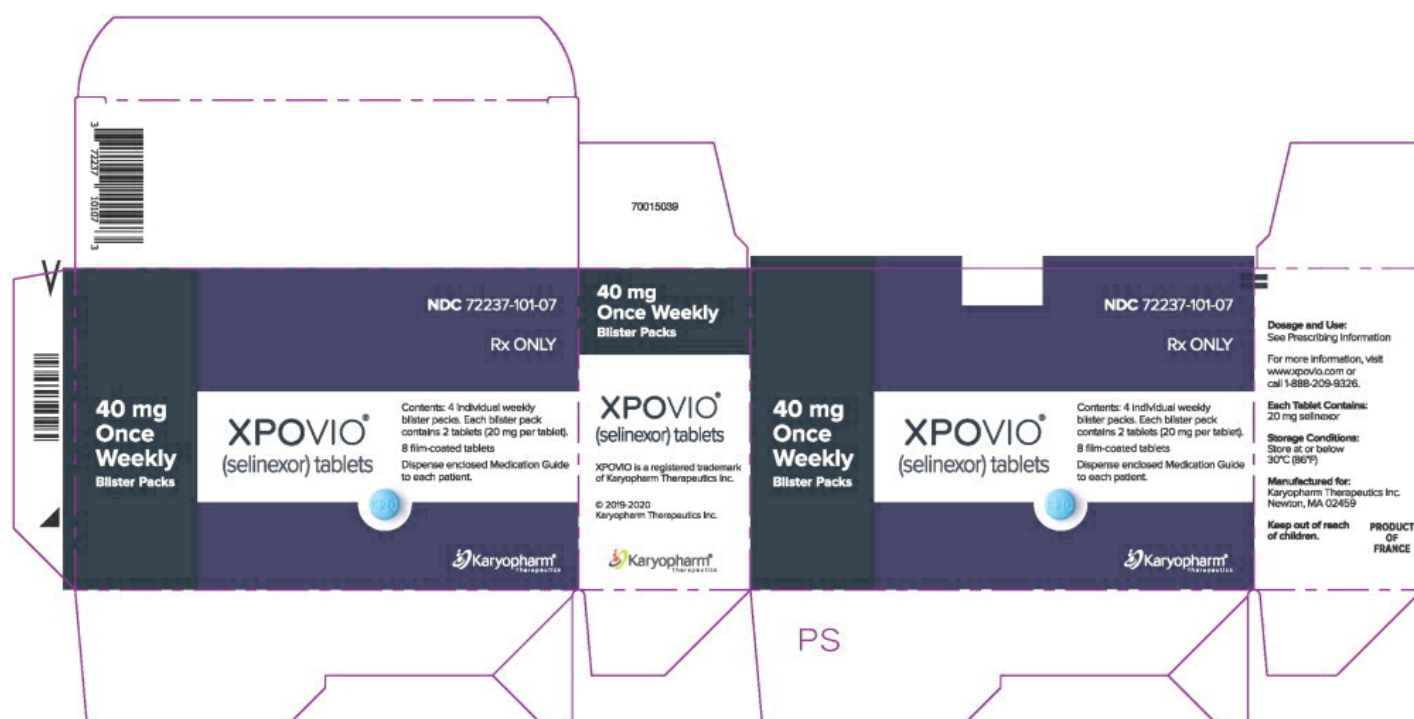 3 72237 10107 3
70015039
40 mg
Once
Weekly
Blister Packs
NDC 72237-101-07
Rx ONLY
XPOVIO®
(selinexor) tablets
Contents: 4 individual weekly
blister packs. Each blister pack
contains 2 tablets (20 mg per tablet).
8 film-coated tablets
Dispense enclosed Medication Guide
to each patient.
K20
Karyopharm®
Therapeutics
40 mg
Once Weekly
Blister Packs
XPOVIO®
(selinexor) tablets
XPOVIO is a registered trademark
of Karyopharm Therapeutics Inc.
© 2019-2020
Karyopharm Therapeutics Inc.
Karyopharm®
Therapeutics
40 mg
Once
Weekly
Blister Packs
NDC 72237-101-07
Rx ONLY
XPOVIO®
(selinexor) tablets
Contents: 4 individual weekly
blister packs. Each blister pack
contains 2 tablets (20 mg per tablet).
8 film-coated tablets
Dispense enclosed Medication Guide
to each patient.
K20
Karyopharm®
Therapeutics
Dosage and Use:
See Prescribing Information
For more information, visit
www.xpovio.com or
call 1-888-209-9326.
Each Tablet Contains:
20 mg selinexor
Storage Conditions:
Store at or below
30°C (86°F)
Manufactured for:
Karyopharm Therapeutics Inc.
Newton, MA 02459
Keep out of reach
of children.
PRODUCT
OF
FRANCE
PS